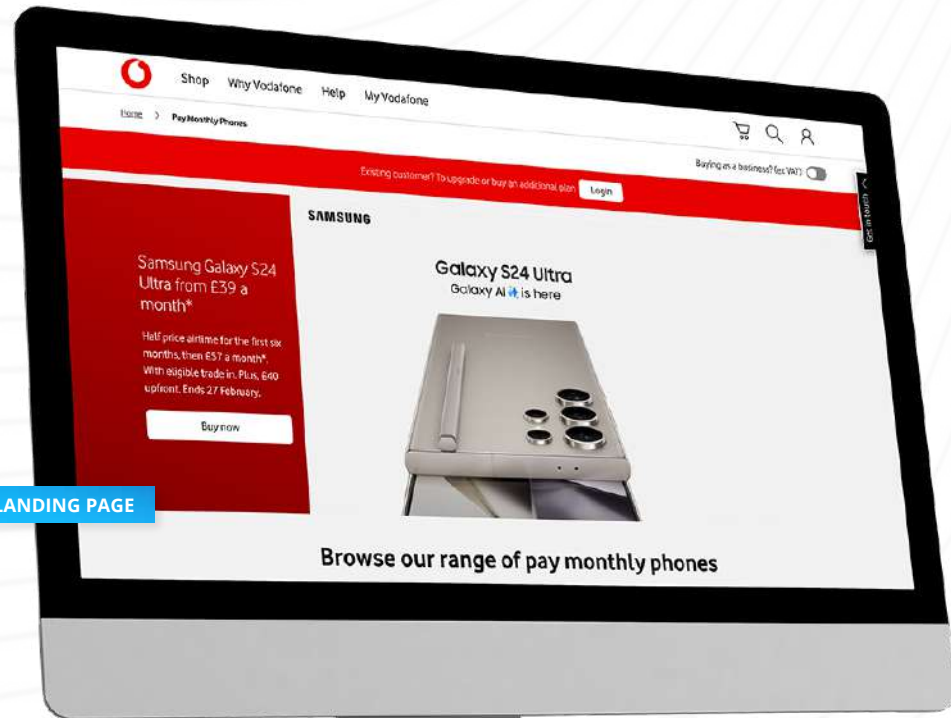 Shop Why Vodafone Help My Vodafone
Home > Pay Monthly Phones
Buying as a business? (ex VAT)
Existing customer? To upgrade or buy an additional plan Login
Get in touch
SAMSUNG
Samsung Galaxy S24
Ultra from £39 a
month*
Half price airtime for the first six
months, then £57 a month*.
With eligible trade in. Plus, £40
upfront. Ends 27 February.
Buy now
Galaxy S24 Ultra
Galaxy AI is here
LANDING PAGE
Browse our range of pay monthly phones